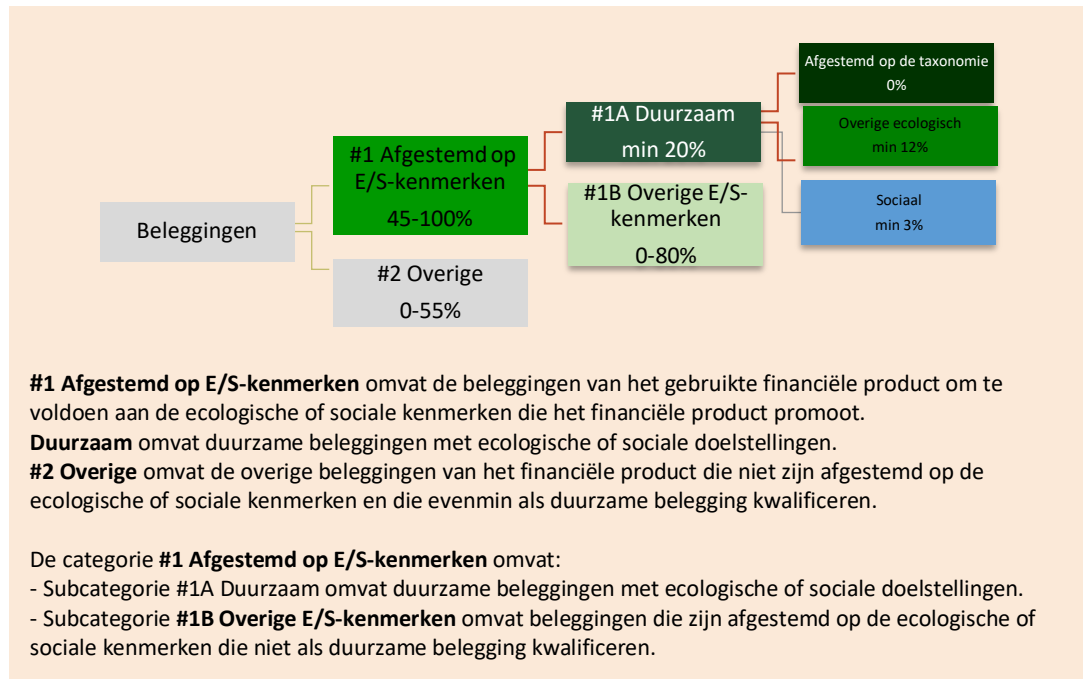 Beleggingen
#1 Afgestemd op
E/S-kenmerken
45-100%
#2 Overige
0-55%
#1A Duurzaam
min 20%
#1B Overige E/S-
kenmerken
0-80%
Afgestemd op de taxonomie
0%
Overige ecologisch
min 12%
Sociaal
min 3%
#1 Afgestemd op E/S-kenmerken omvat de beleggingen van het gebruikte financiële product om te
voldoen aan de ecologische of sociale kenmerken die het financiële product promoot.
Duurzaam omvat duurzame beleggingen met ecologische of sociale doelstellingen.
#2 Overige omvat de overige beleggingen van het financiële product die niet zijn afgestemd op de
ecologische of sociale kenmerken en die evenmin als duurzame belegging kwalificeren.
De categorie #1 Afgestemd op E/S-kenmerken omvat:
- Subcategorie #1A Duurzaam omvat duurzame beleggingen met ecologische of sociale doelstellingen.
- Subcategorie #1B Overige E/S-kenmerken omvat beleggingen die zijn afgestemd op de ecologische of
sociale kenmerken die niet als duurzame belegging kwalificeren.